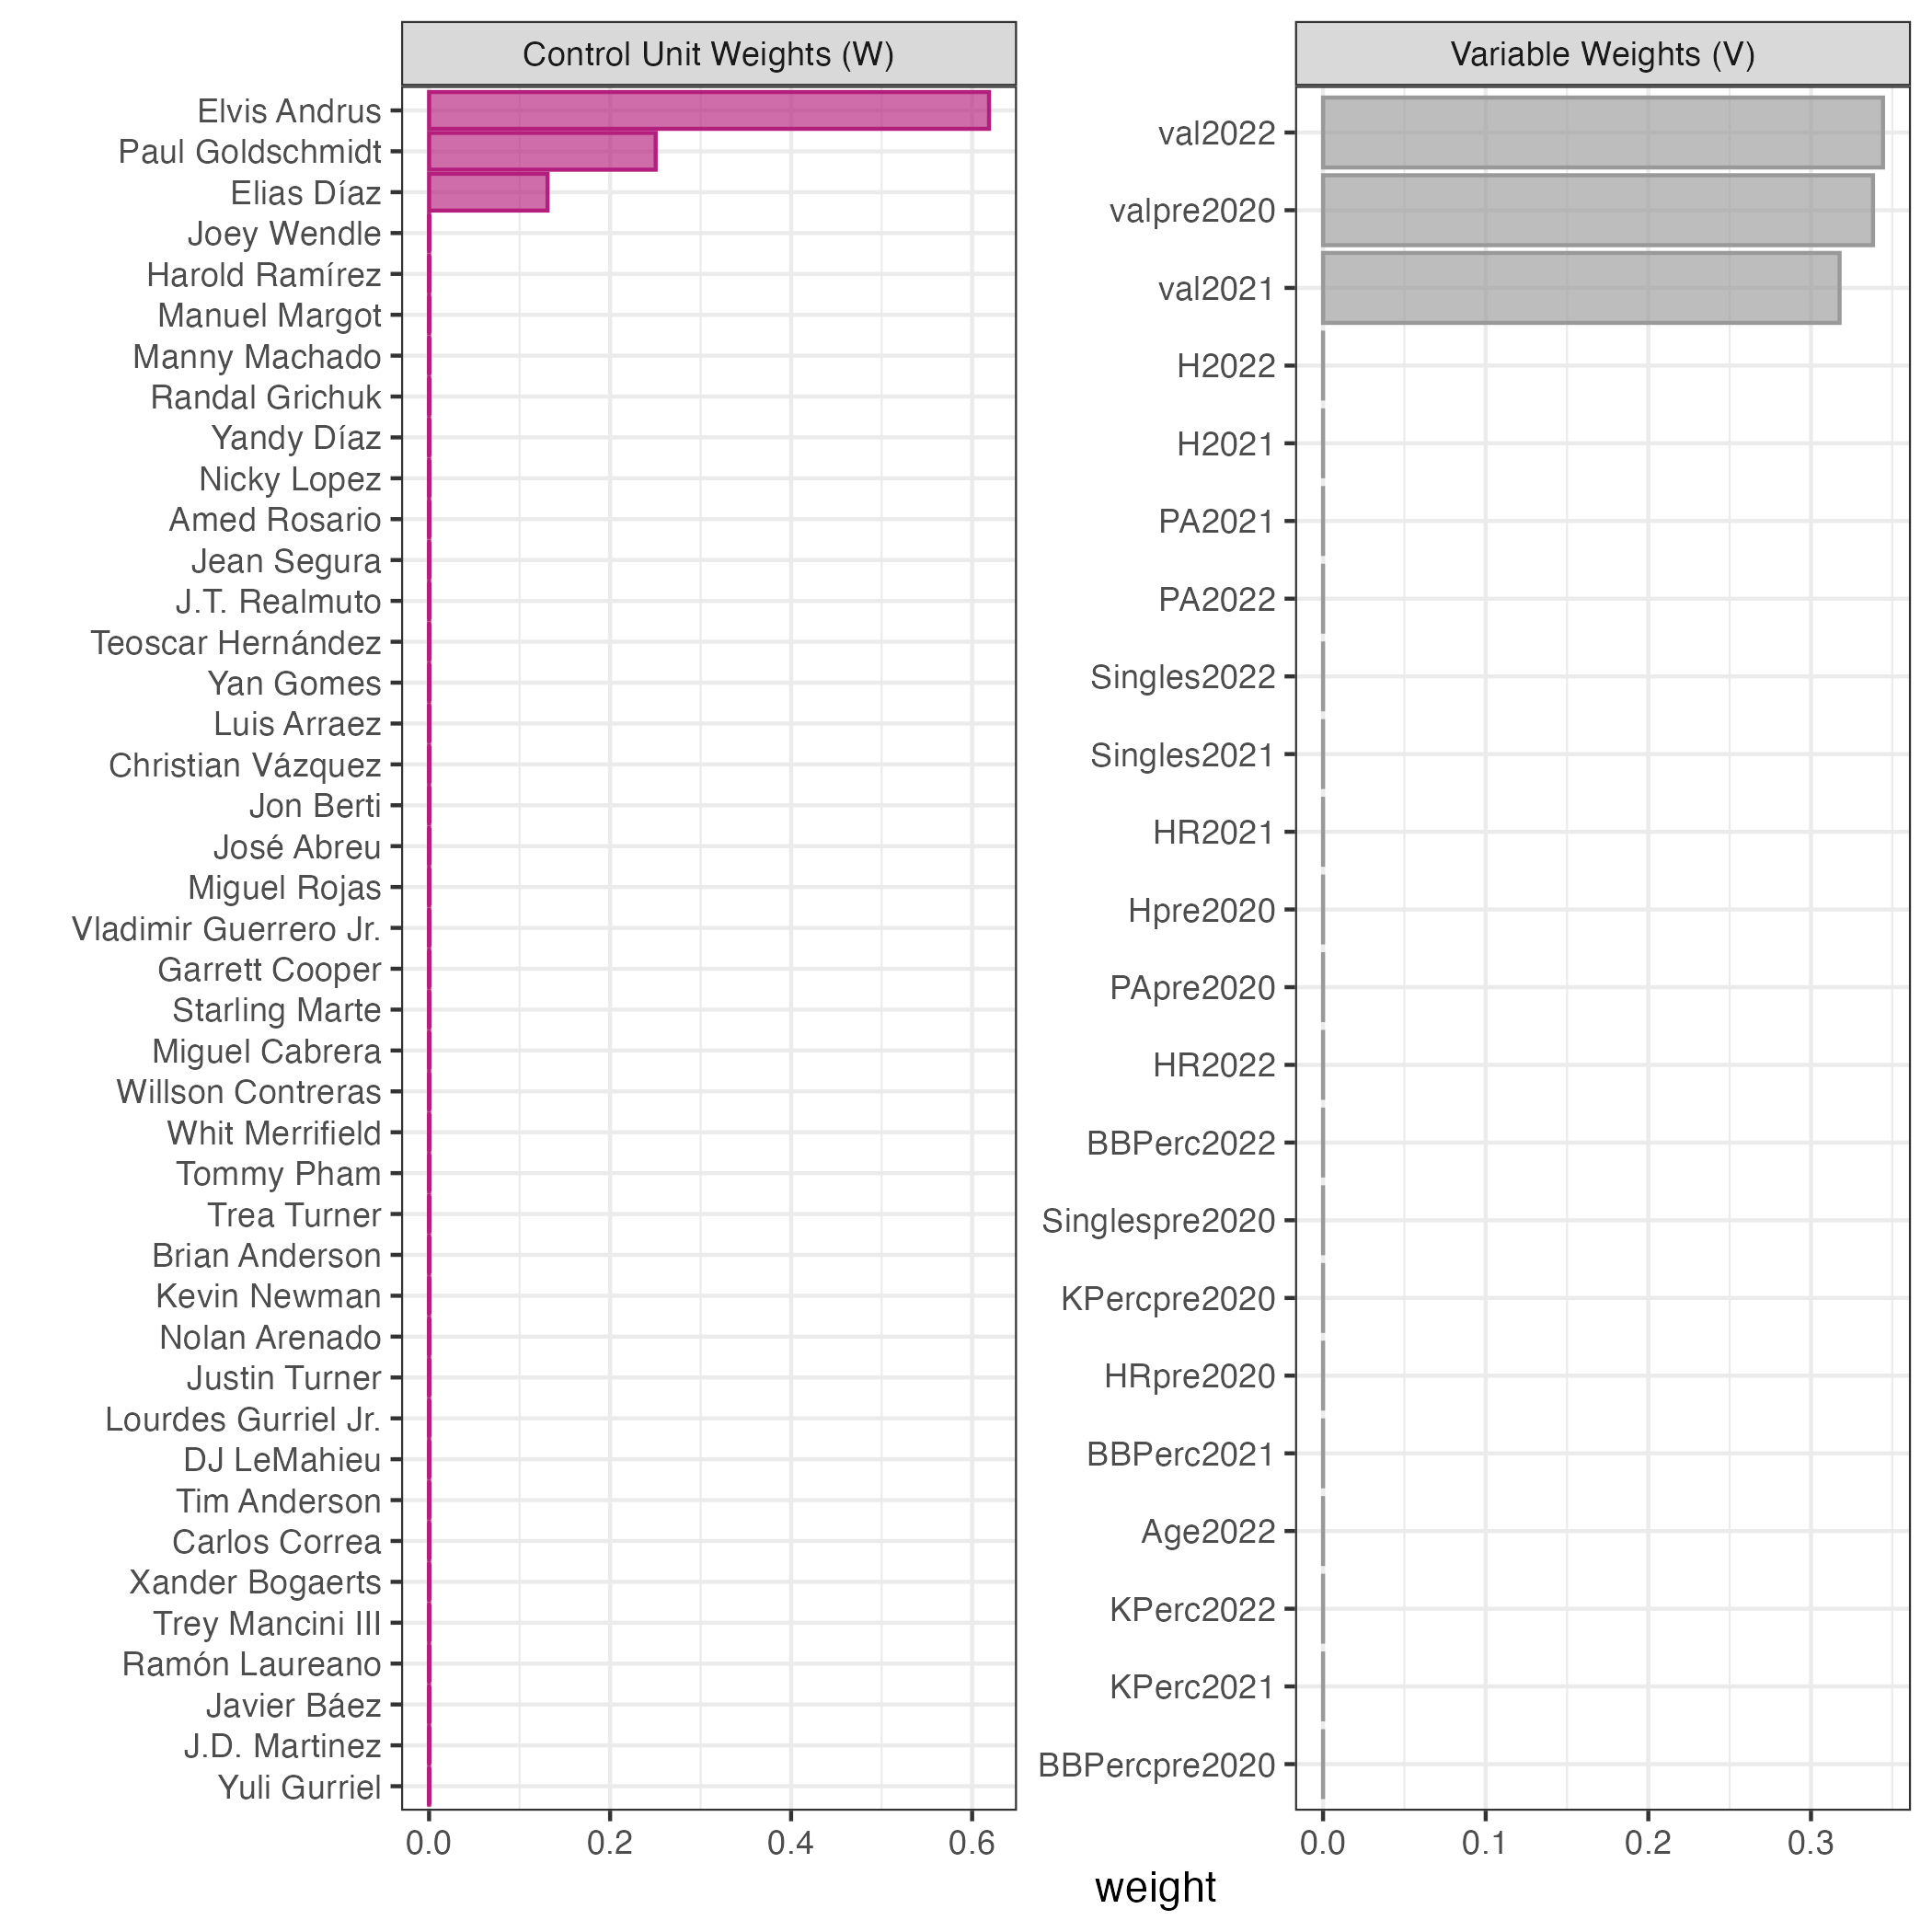 Control Unit Weights (W)
Elvis Andrus
Paul Goldschmidt
Elias Díaz
Joey Wendle
Harold Ramírez
Manuel Margot
Manny Machado
Randal Grichuk
Yandy Díaz
Nicky Lopez
Amed Rosario
Jean Segura
J.T. Realmuto
Teoscar Hernández
Yan Gomes
Luis Arraez
Christian Vázquez
Jon Berti
José Abreu
Miguel Rojas
Vladimir Guerrero Jr.
Garrett Cooper
Starling Marte
Miguel Cabrera
Willson Contreras
Whit Merrifield
Tommy Pham
Trea Turner
Brian Anderson
Kevin Newman
Nolan Arenado
Justin Turner
Lourdes Gurriel Jr.
DJ LeMahieu
Tim Anderson
Carlos Correa
Xander Bogaerts
Trey Mancini III
Ramón Laureano
Javier Báez
J.D. Martinez
Yuli Gurriel
0.0 0.2 0.4 0.6
Variable Weights (V)
val2022
valpre2020
val2021
H2022
H2021
PA2021
PA2022
Singles2022
Singles2021
HR2021
Hpre2020
PApre2020
HR2022
BBPerc2022
Singlespre2020
KPercpre2020
HRpre2020
BBPerc2021
Age2022
KPerc2022
KPerc2021
BBPercpre2020
0.0 0.1 0.2 0.3
weight